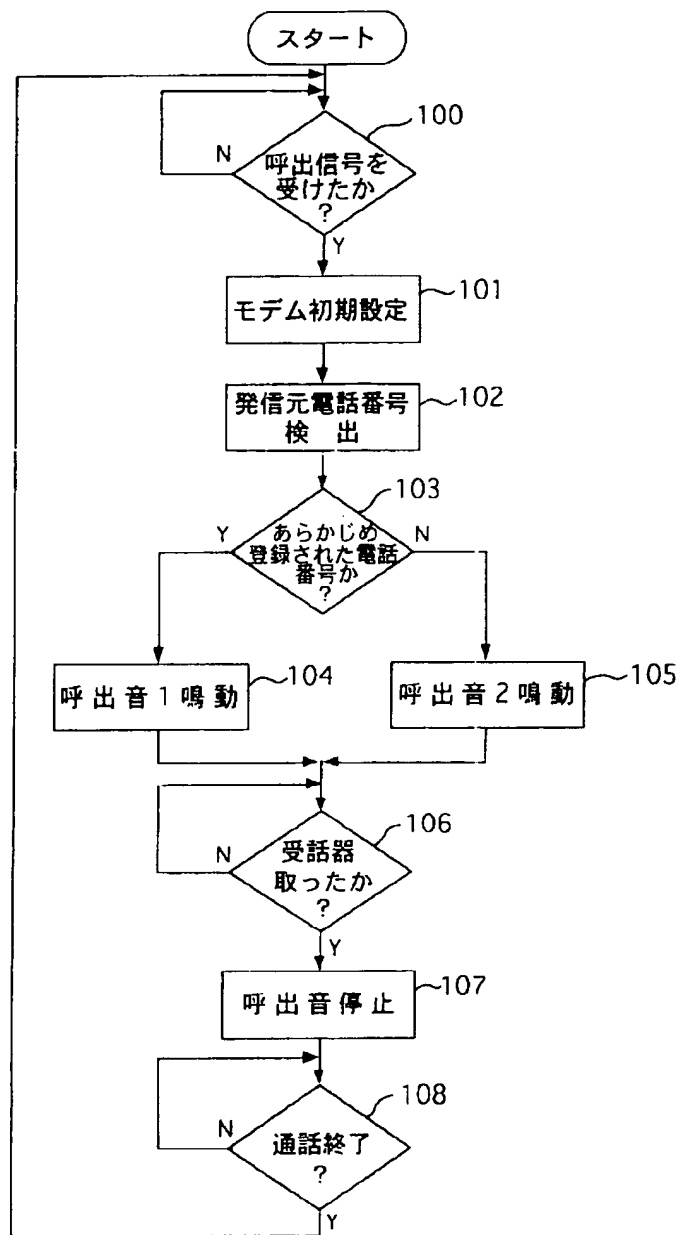 スタート
100
N
呼出信号を
受けたか
?
Y
101
モデム初期設定
102
発信元電話番号
検 出
103
Y
N
あらかじめ
登録された電話
番号か
?
104
呼出音1鳴動
105
呼出音2鳴動
106
N
受話器
取ったか
?
Y
107
呼出音停止
108
N
通話終了
?
Y